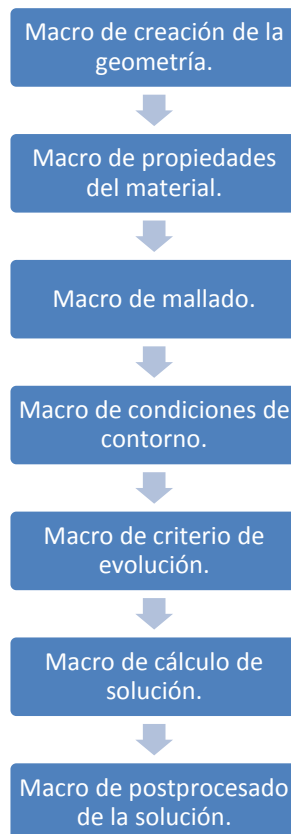 Macro de creación de la
geometría.
Macro de propiedades
del material.
Macro de mallado.
Macro de condiciones de
contorno.
Macro de criterio de
evolución.
Macro de cálculo de
solución.
Macro de postprocesado
de la solución.